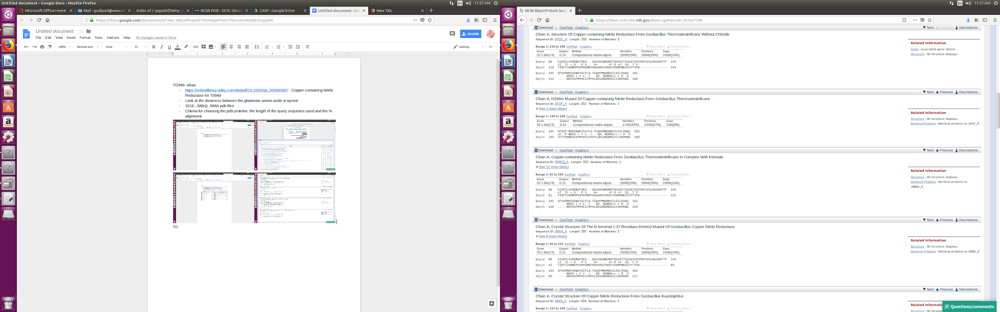 Untitled document - Google Docs - Mozilla Firefox
En 11:57 AM
En 11:57 AM
Microsoft Office Home
Mail - gudipad@wwu.ed
Index of /~jagodzf/temp_s
RCSB PDB - 3X1E: Struct
CASP - Google Drive
Untitled document - Goo
New Tab
https://docs.google.com/document/d/14wr_RSGxPfnqA5FYNVWeydYHm77bILhmvX62t8ti5Og/edit
Untitled document
File Edit View Insert Format Tools Add-ons Help All changes saved in Drive
SHARE
100% Normal text Arial 11 B I U A Editing
1 1 2 3 4 5 6 7
TO949- ideas
- https://onlinelibrary.wiley.com/doi/pdf/10.1002/ejic.200600087 - Copper-containing Nitrile
Reductase for T0949
- Look at the distances between the glutamate amino acids in pymol
- 3X1E, 3WkQ, 3WIA pdb files
- Criteria for choosing the pdb proteins: the length of the query sequence used and the %
alignment
TO
NCBI Blast:Protein Sequ
https://blast.ncbi.nlm.nih.gov/Blast.cgi#alnHdr_953267348
Download GenPept Graphics Next Previous Descriptions
Chain A, Structure Of Copper-containing Nitrite Reductase From Geobacillus Thermodenitrificans Without Chloride
Sequence ID: 3X1E_A Length: 352 Number of Matches: 1
Range 1: 110 to 188 GenPept Graphics Next Match Previous Match
Score Expect Method Identities Positives Gaps
33.1 bits(74) 0.14 Compositional matrix adjust. 29/99(29%) 39/99(39%) 24/99(24%)
Query 88 SIGRTLVSRDNGFPKS---QAIAVGWKDNFFDGVPITSGGQTGPVPAFSVSLNGGQKYTF 144
+I TL + D P S A+ +F D +P SG T P
Sbjct 110 TIHFTLKNMDPVVPHSMDFHAVHASPSKDFIDVMPNKSGTFTYPA--------------- 154
Query 145 SFVVPNKPGKWEYGCFLQ-TGQHFMNGMHGILDILPAQG 182
NKPG + Y C + QH NGMHG++ + P G
Sbjct 155 -----NKPGVFMYHCGTKPVLQHIANGMHGVIIVKPKNG 188
Related Information
Gene - associated gene details
Structure - 3D structure displays
Download GenPept Graphics Next Previous Descriptions
Chain A, H294m Mutant Of Copper-containing Nitrite Reductase From Geobacillus Thermodenitrificans
Sequence ID: 3X1F_A Length: 352 Number of Matches: 1
See 1 more title(s)
Range 1: 149 to 188 GenPept Graphics Next Match Previous Match
Score Expect Method Identities Positives Gaps
33.1 bits(74) 0.14 Compositional matrix adjust. 17/40(43%) 23/40(57%) 2/40(5%)
Query 145 SFVVP-NKPGKWEYGCFLQ-TGQHFMNGMHGILDILPAQG 182
+F P NKPG + Y C + QH NGMHG++ + P G
Sbjct 149 TFTYPANKPGVFMYHCGTKPVLQHIANGMHGVIIVKPKNG 188
Related Information
Structure - 3D structure displays
Identical Proteins - Identical proteins to 3X1F_A
Download GenPept Graphics Next Previous Descriptions
Chain A, Copper-containing Nitrite Reductase From Geobacillus Thermodenitrificans In Complex With Formate
Sequence ID: 3WKQ_A Length: 323 Number of Matches: 1
See 12 more title(s)
Range 1: 81 to 159 GenPept Graphics Next Match Previous Match
Score Expect Method Identities Positives Gaps
33.1 bits(74) 0.15 Compositional matrix adjust. 29/99(29%) 39/99(39%) 24/99(24%)
Query 88 SIGRTLVSRDNGFPKS---QAIAVGWKDNFFDGVPITSGGQTGPVPAFSVSLNGGQKYTF 144
+I TL + D P S A+ +F D +P SG T P
Sbjct 81 TIHFTLKNMDPVVPHSMDFHAVHASPSKDFIDVMPNKSGTFTYPA--------------- 125
Query 145 SFVVPNKPGKWEYGCFLQ-TGQHFMNGMHGILDILPAQG 182
NKPG + Y C + QH NGMHG++ + P G
Sbjct 126 -----NKPGVFMYHCGTKPVLQHIANGMHGVIIVKPKNG 159
Related Information
Structure - 3D structure displays
Identical Proteins - Identical proteins to
3WKQ_A
Download GenPept Graphics Next Previous Descriptions
Chain A, Crystal Structure Of The N-terminal 1-37 Residues Deleted Mutant Of Geobacillus Copper Nitrite Reductase
Sequence ID: 3WIA_A Length: 287 Number of Matches: 1
See 8 more title(s)
Range 1: 45 to 123 GenPept Graphics Next Match Previous Match
Score Expect Method Identities Positives Gaps
33.1 bits(74) 0.15 Compositional matrix adjust. 29/99(29%) 39/99(39%) 24/99(24%)
Query 88 SIGRTLVSRDNGFPKS---QAIAVGWKDNFFDGVPITSGGQTGPVPAFSVSLNGGQKYTF 144
+I TL + D P S A+ +F D +P SG T P
Sbjct 45 TIHFTLKNMDPVVPHSMDFHAVHASPSKDFIDVMPNKSGTFTYPA--------------- 89
Query 145 SFVVPNKPGKWEYGCFLQ-TGQHFMNGMHGILDILPAQG 182
NKPG + Y C + QH NGMHG++ + P G
Sbjct 90 -----NKPGVFMYHCGTKPVLQHIANGMHGVIIVKPKNG 123
Related Information
Structure - 3D structure displays
Identical Proteins - Identical proteins to 3WIA_A
Download GenPept Graphics Next Previous Descriptions
Chain A, Crystal Structure Of Copper Nitrite Reductase From Geobacillus Kaustophilus
Sequence ID: 3WI9_A Length: 324 Number of Matches: 1
Range 1: 121 to 160 GenPept Graphics Next Match Previous Match
Related Informati
Structure - 3D structure
Questions/comments